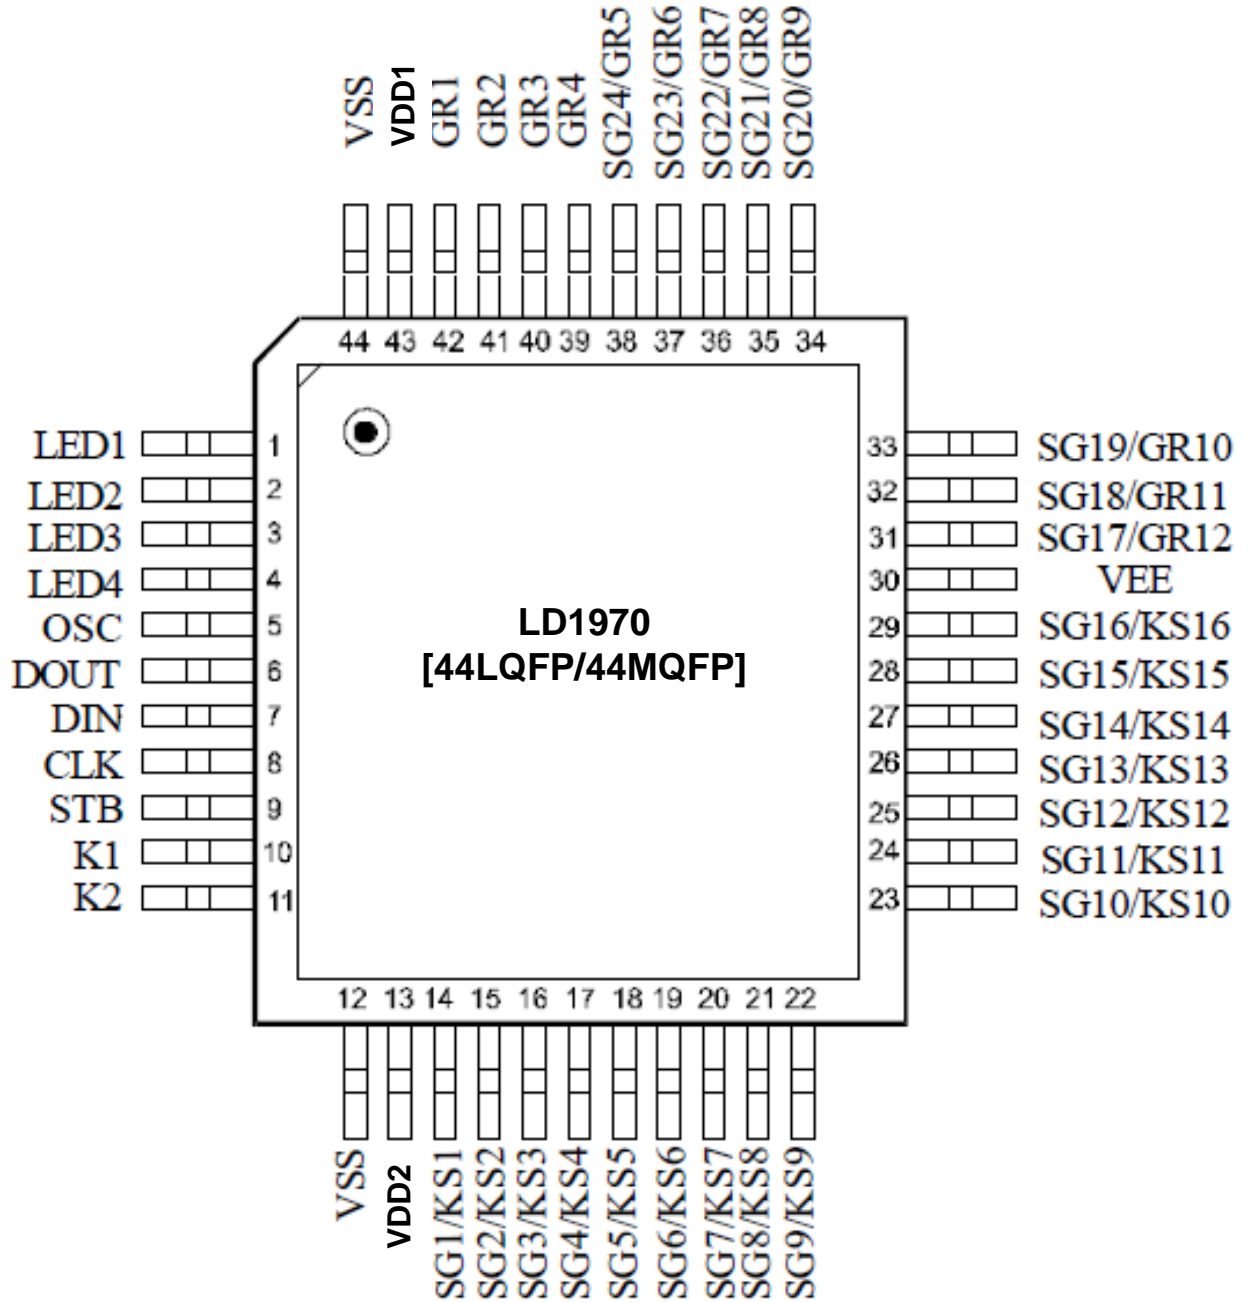 VSS
VDD1
GR1
GR2
GR3
GR4
SG24/GR5
SG23/GR6
SG22/GR7
SG21/GR8
SG20/GR9
44 43 42 41 40 39 38 37 36 35 34
LED1 1
LED2 2
LED3 3
LED4 4
OSC 5
DOUT 6
DIN 7
CLK 8
STB 9
K1 10
K2 11
LD1970
[44LQFP/44MQFP]
33 SG19/GR10
32 SG18/GR11
31 SG17/GR12
30 VEE
29 SG16/KS16
28 SG15/KS15
27 SG14/KS14
26 SG13/KS13
25 SG12/KS12
24 SG11/KS11
23 SG10/KS10
12 13 14 15 16 17 18 19 20 21 22
VSS
VDD2
SG1/KS1
SG2/KS2
SG3/KS3
SG4/KS4
SG5/KS5
SG6/KS6
SG7/KS7
SG8/KS8
SG9/KS9